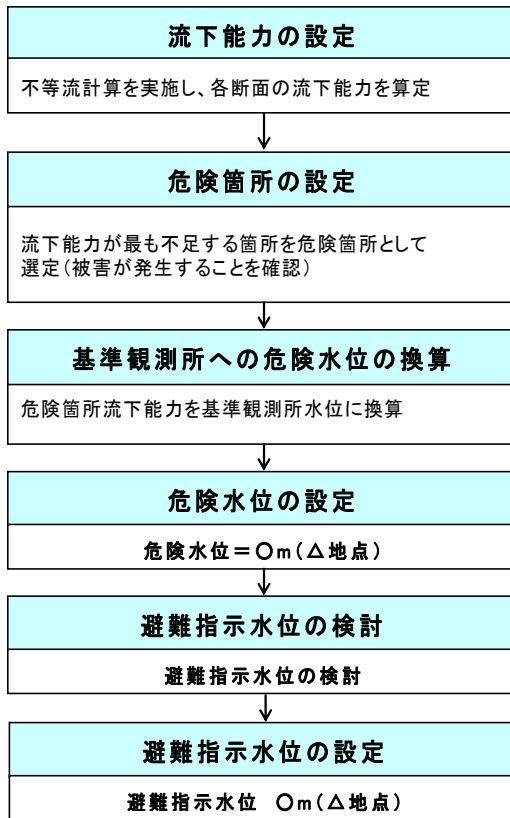 流下能力の設定
不等流計算を実施し、各断面の流下能力を算定
危険箇所の設定
流下能力が最も不足する箇所を危険箇所として
選定(被害が発生することを確認)
基準観測所への危険水位の換算
危険箇所流下能力を基準観測所水位に換算
危険水位の設定
危険水位=○m(△地点)
避難指示水位の検討
避難指示水位の検討
避難指示水位の設定
避難指示水位 ○m(△地点)